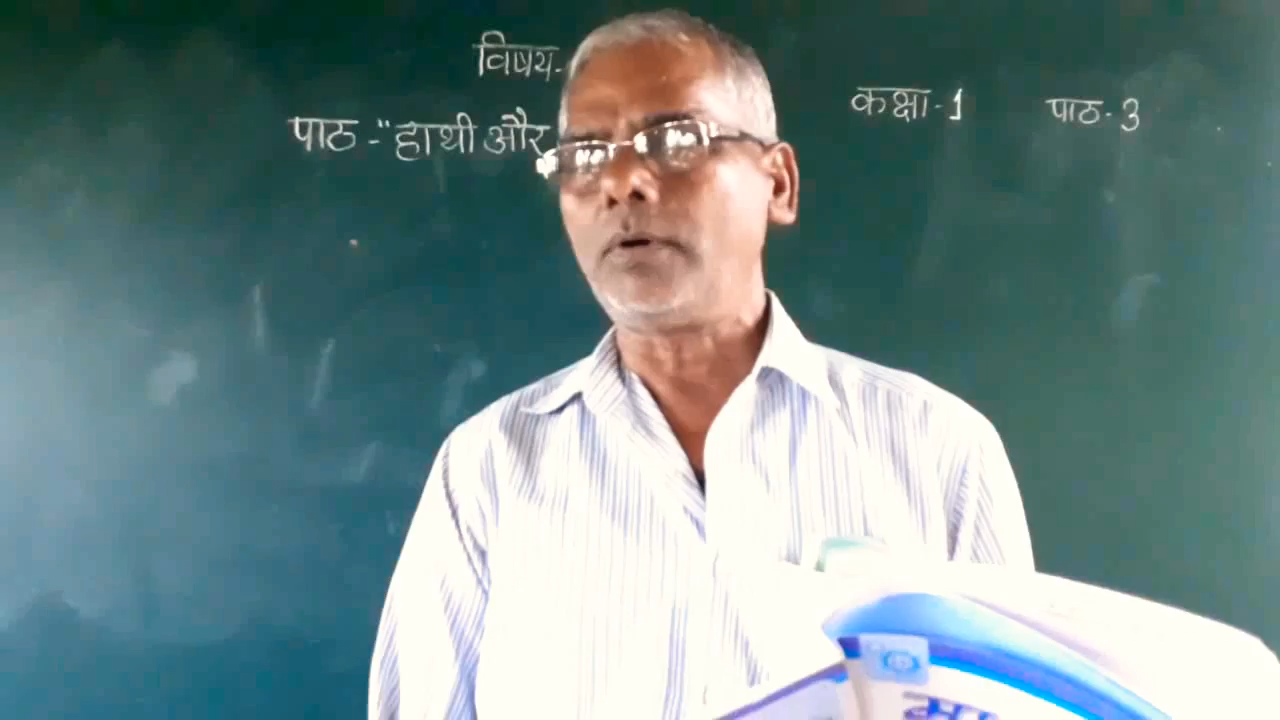 विषय-
कक्षा-1 पाठ-3
पाठ-"हाथी और